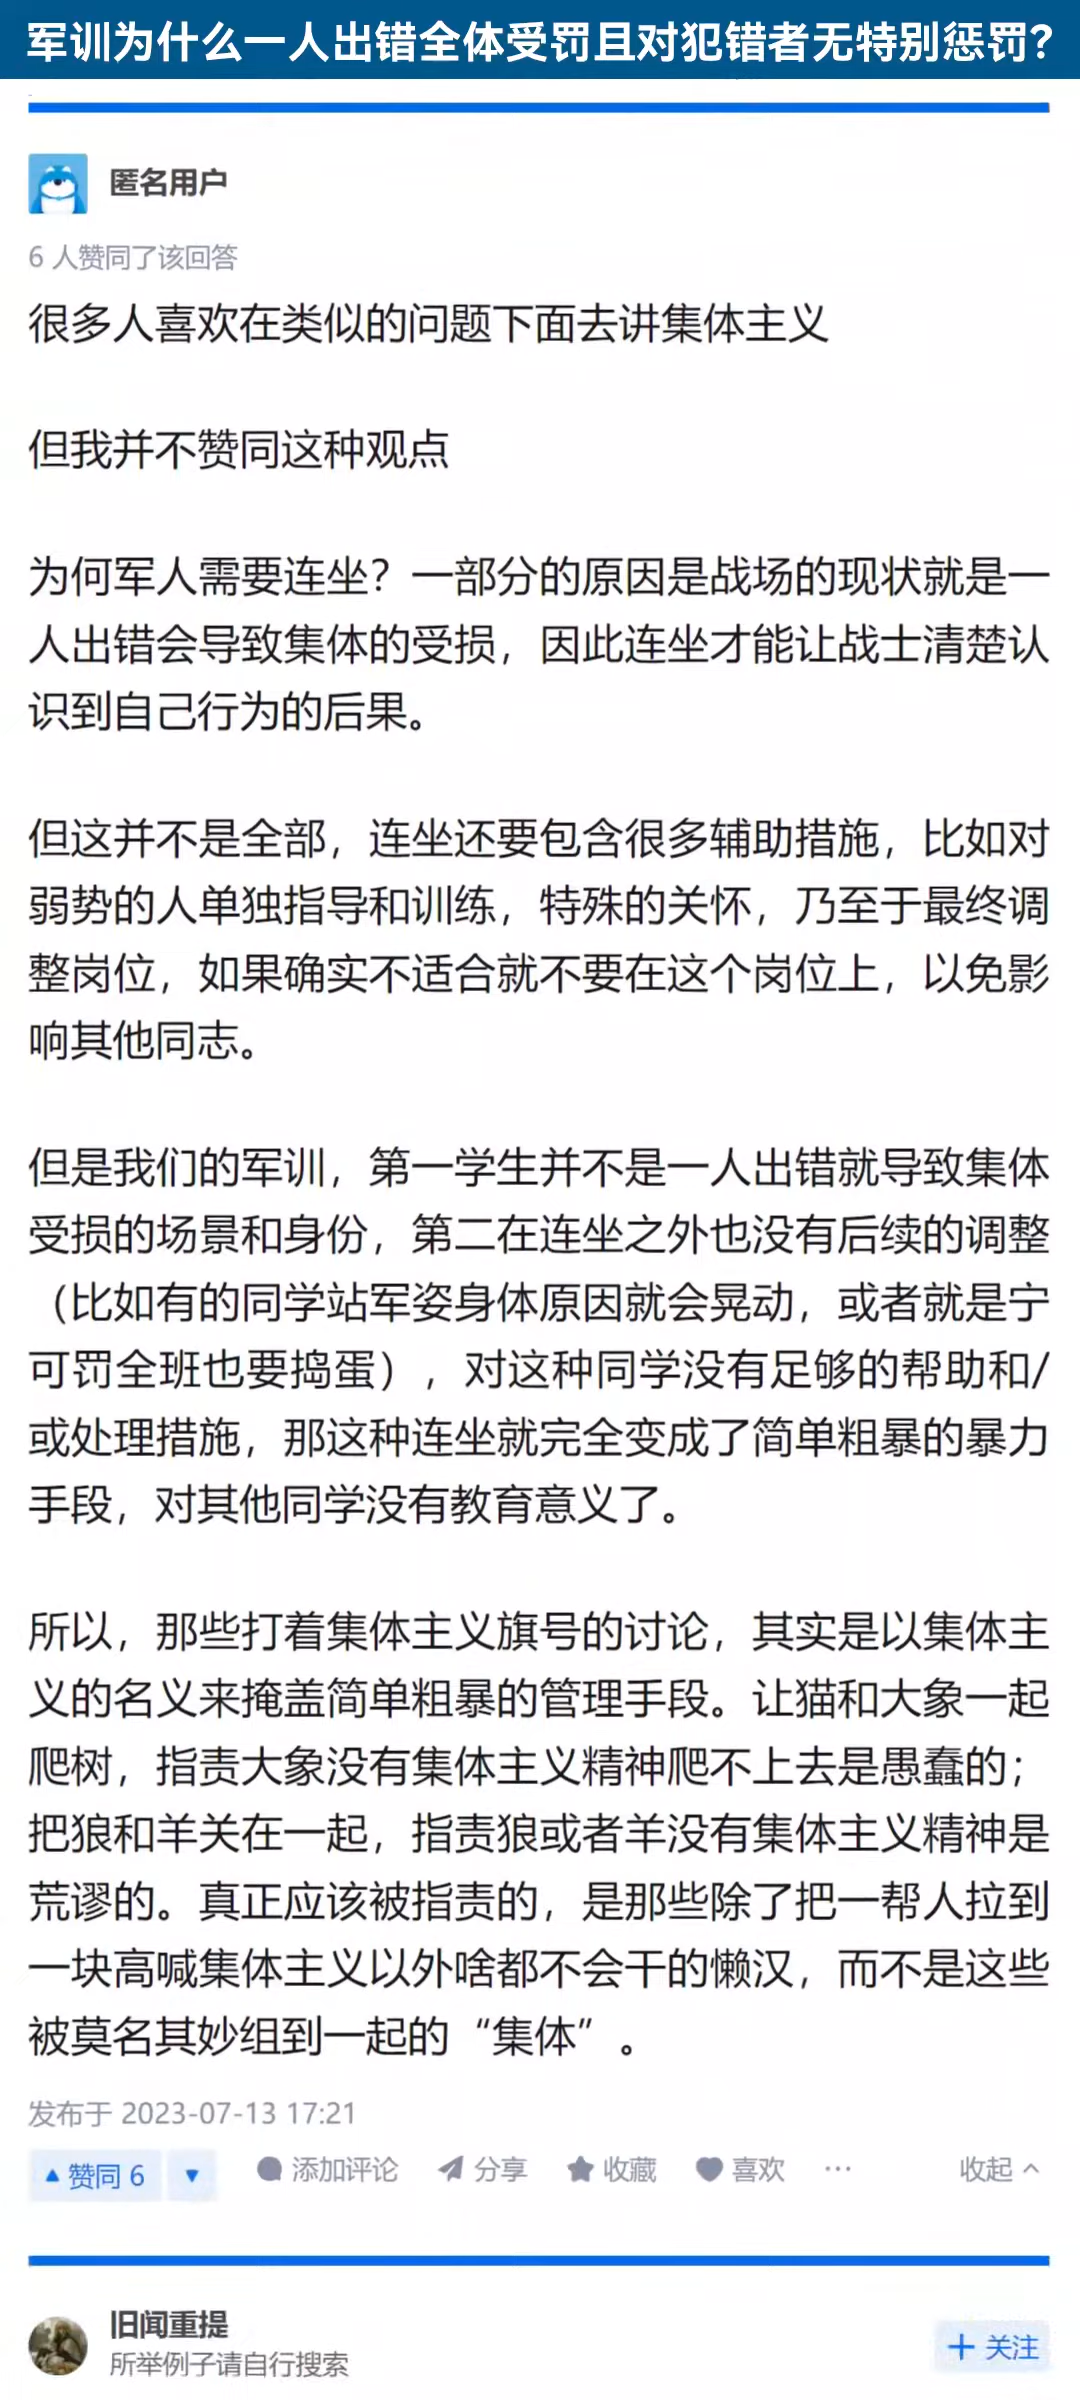 军训为什么一人出错全体受罚且对犯错者无特别惩罚?
匿名用户
6 人赞同了该回答
很多人喜欢在类似的问题下面去讲集体主义
但我并不赞同这种观点
为何军人需要连坐？一部分的原因是战场的现状就是一
人出错会导致集体的受损，因此连坐才能让战士清楚认
识到自己行为的后果。
但这并不是全部，连坐还要包含很多辅助措施，比如对
弱势的人单独指导和训练，特殊的关怀，乃至于最终调
整岗位，如果确实不适合就不要在这个岗位上，以免影
响其他同志。
但是我们的军训，第一学生并不是一人出错就导致集体
受损的场景和身份，第二在连坐之外也没有后续的调整
（比如有的同学站军姿身体原因就会晃动，或者就是宁
可罚全班也要捣蛋），对这种同学没有足够的帮助和/
或处理措施，那这种连坐就完全变成了简单粗暴的暴力
手段，对其他同学没有教育意义了。
所以，那些打着集体主义旗号的讨论，其实是以集体主
义的名义来掩盖简单粗暴的管理手段。让猫和大象一起
爬树，指责大象没有集体主义精神爬不上去是愚蠢的；
把狼和羊关在一起，指责狼或者羊没有集体主义精神是
荒谬的。真正应该被指责的，是那些除了把一帮人拉到
一块高喊集体主义以外啥都不会干的懒汉，而不是这些
被莫名其妙组到一起的“集体”。
发布于 2023-07-13 17:21
赞同 6 添加评论 分享 收藏 喜欢 ··· 收起
旧闻重提
所举例子请自行搜索
+ 关注